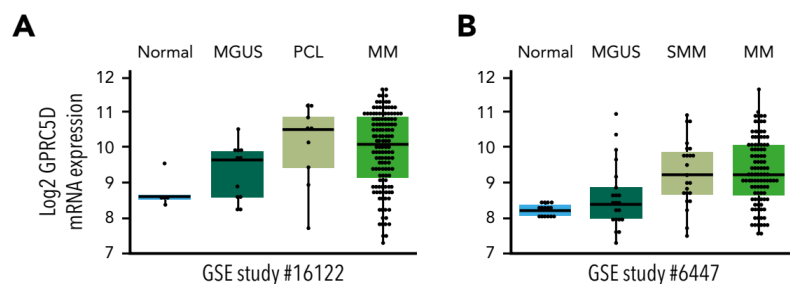 A
Normal MGUS PCL MM
Log2 GPRC5D
mRNA expression
12
11
10
9
8
7
GSE study #16122
B
Normal MGUS SMM MM
12
11
10
9
8
7
GSE study #6447